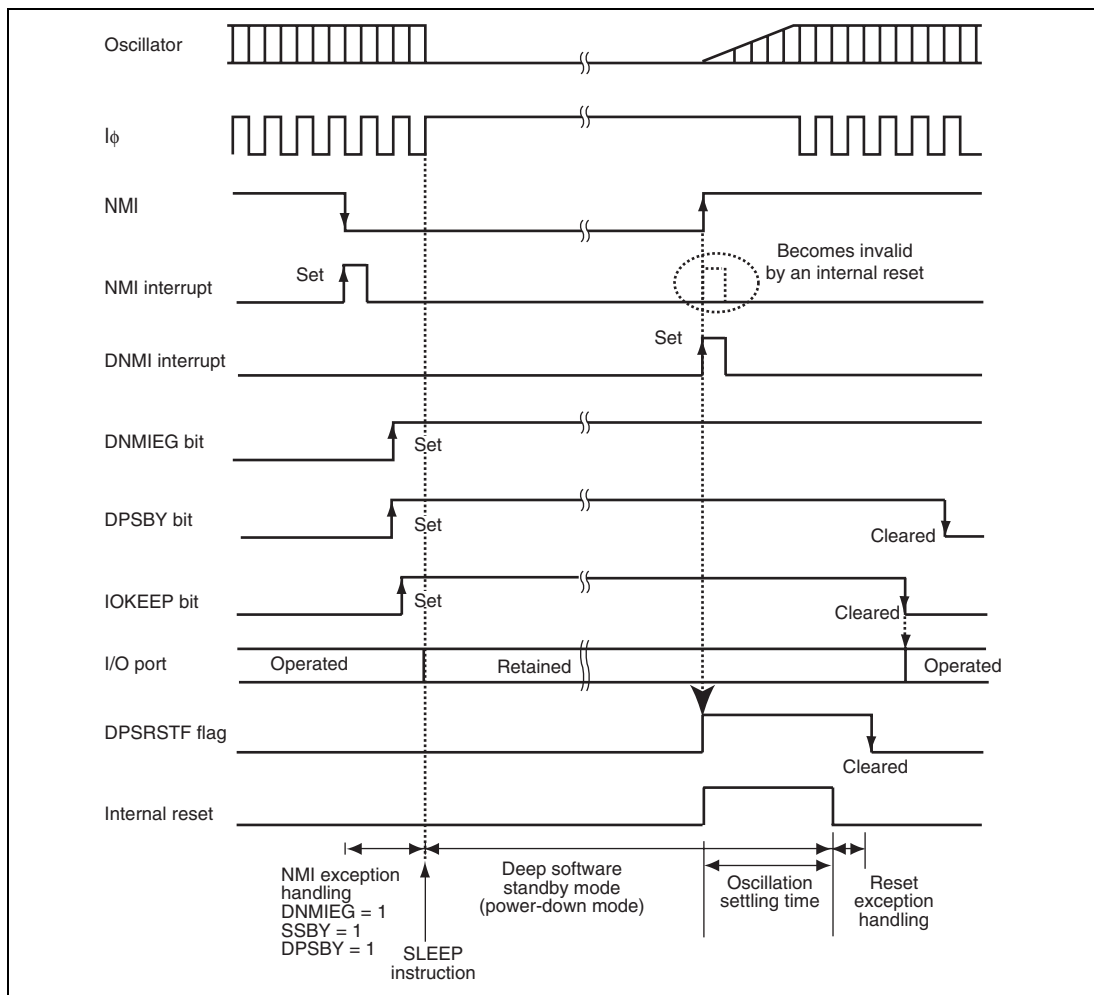 Oscillator
Iϕ
NMI
Becomes invalid
by an internal reset
NMI interrupt
Set
DNMI interrupt
Set
DNMIEG bit
Set
DPSBY bit
Set
Cleared
IOKEEP bit
Set
Cleared
I/O port
Operated
Retained
Operated
DPSRSTF flag
Cleared
Internal reset
NMI exception
handling
DNMIEG = 1
SSBY = 1
DPSBY = 1
SLEEP
instruction
Deep software
standby mode
(power-down mode)
Oscillation
settling time
Reset
exception
handling